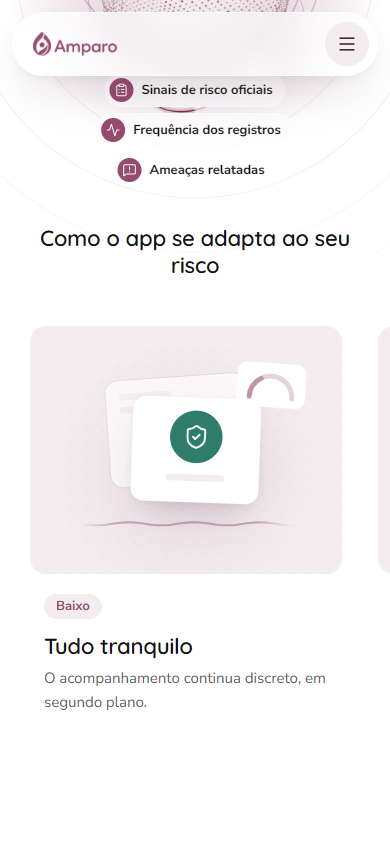 Amparo
Sinais de risco oficiais
Frequência dos registros
Ameaças relatadas
Como o app se adapta ao seu
risco
Baixo
Tudo tranquilo
O acompanhamento continua discreto, em
segundo plano.